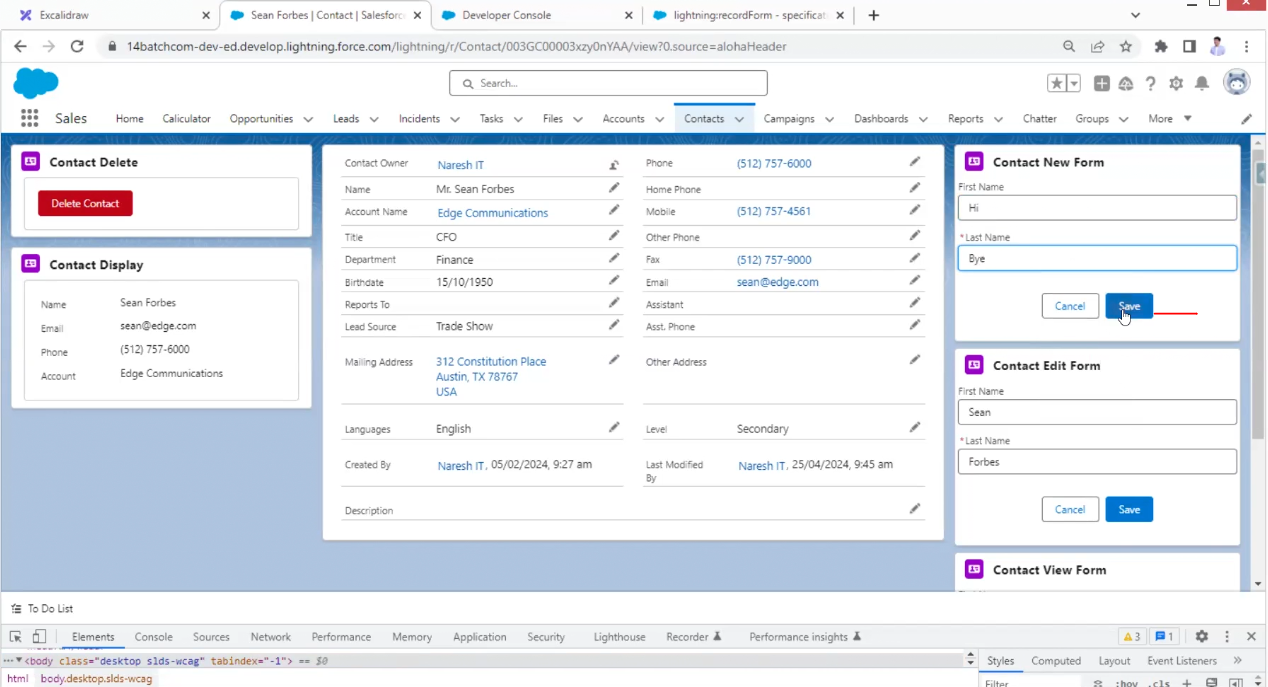 Excalidraw
Sean Forbes | Contact | Salesforc
Developer Console
lightning:recordForm - specificat
14batchcom-dev-ed.develop.lightning.force.com/lightning/r/Contact/003GC00003xzy0nYAA/view?0.source=alohaHeader
Search...
Sales Home Calculator Opportunities Leads Incidents Tasks Files Accounts Contacts Campaigns Dashboards Reports Chatter Groups More
Contact Delete
Delete Contact
Contact Display
Name Sean Forbes
Email sean@edge.com
Phone (512) 757-6000
Account Edge Communications
Contact Owner Naresh IT Phone (512) 757-6000
Name Mr. Sean Forbes Home Phone
Account Name Edge Communications Mobile (512) 757-4561
Title CFO Other Phone
Department Finance Fax (512) 757-9000
Birthdate 15/10/1950 Email sean@edge.com
Reports To Assistant
Lead Source Trade Show Asst. Phone
Mailing Address 312 Constitution Place Other Address
Austin, TX 78767
USA
Languages English Level Secondary
Created By Naresh IT, 05/02/2024, 9:27 am Last Modified By Naresh IT, 25/04/2024, 9:45 am
Description
Contact New Form
First Name
Hi
*Last Name
Bye
Cancel Save
Contact Edit Form
First Name
Sean
*Last Name
Forbes
Cancel Save
Contact View Form
To Do List
Elements Console Sources Network Performance Memory Application Security Lighthouse Recorder Performance insights 3 1
<body class="desktop slds-wcag" tabindex="-1"> == $0
html body.desktop.slds-wcag
Styles Computed Layout Event Listeners
Filter :hov .cls